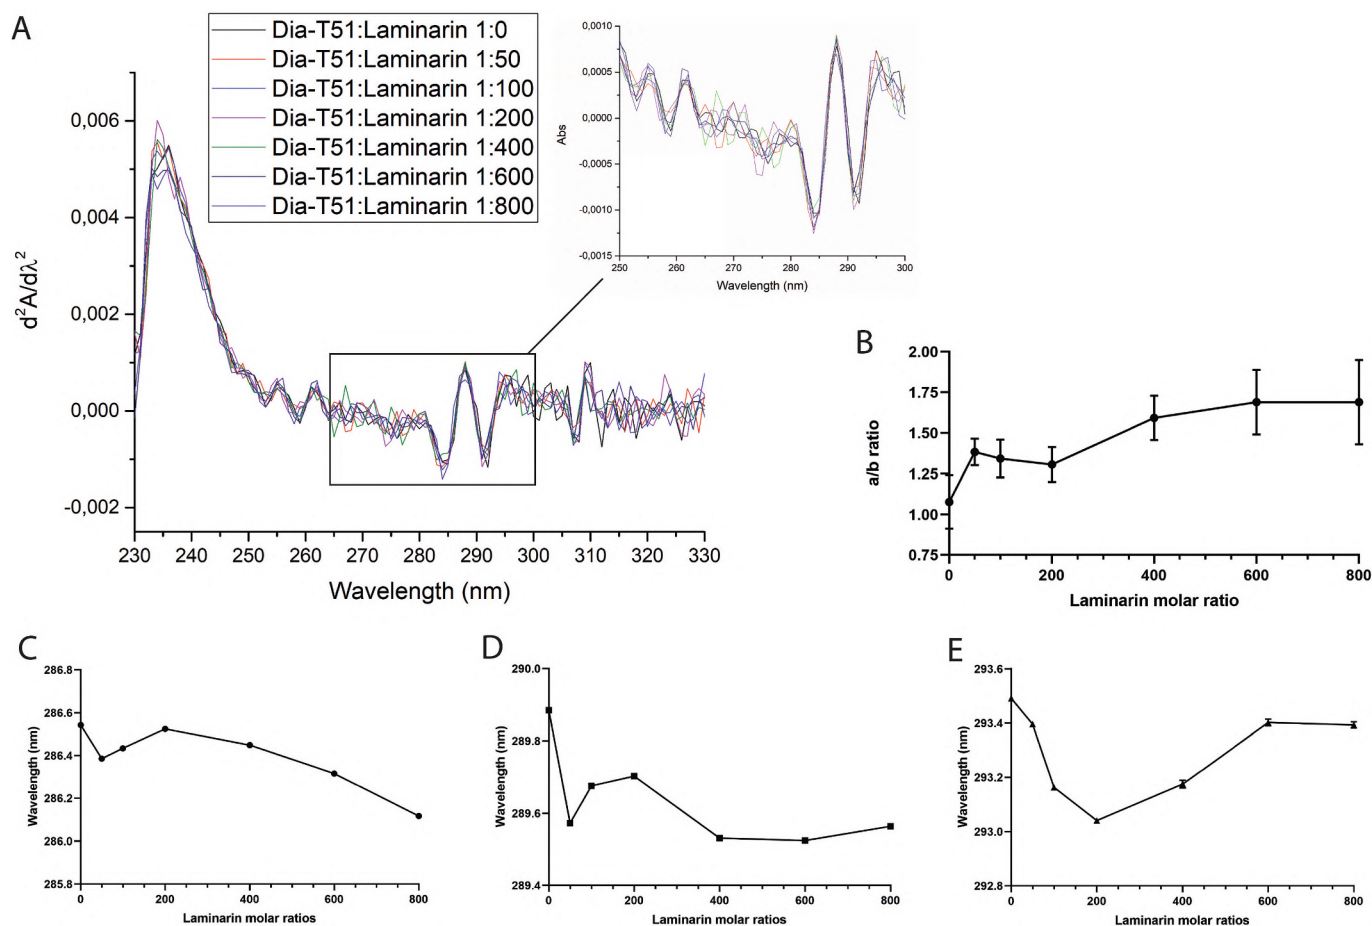 A
Dia-T51:Laminarin 1:0
Dia-T51:Laminarin 1:50
Dia-T51:Laminarin 1:100
Dia-T51:Laminarin 1:200
Dia-T51:Laminarin 1:400
Dia-T51:Laminarin 1:600
Dia-T51:Laminarin 1:800
d²A/dλ²
0,006
0,004
0,002
0,000
-0,002
230 240 250 260 270 280 290 300 310 320 330
Wavelength (nm)
Abs
0,0010
0,0005
0,0000
-0,0005
-0,0010
-0,0015
250 260 270 280 290 300
Wavelength (nm)
B
a/b ratio
2.00
1.75
1.50
1.25
1.00
0.75
0 200 400 600 800
Laminarin molar ratio
C
Wavelength (nm)
286.8
286.6
286.4
286.2
286.0
285.8
0 200 400 600 800
Laminarin molar ratios
D
Wavelength (nm)
290.0
289.8
289.6
289.4
0 200 400 600 800
Laminarin molar ratios
E
Wavelength (nm)
293.6
293.4
293.2
293.0
292.8
0 200 400 600 800
Laminarin molar ratios